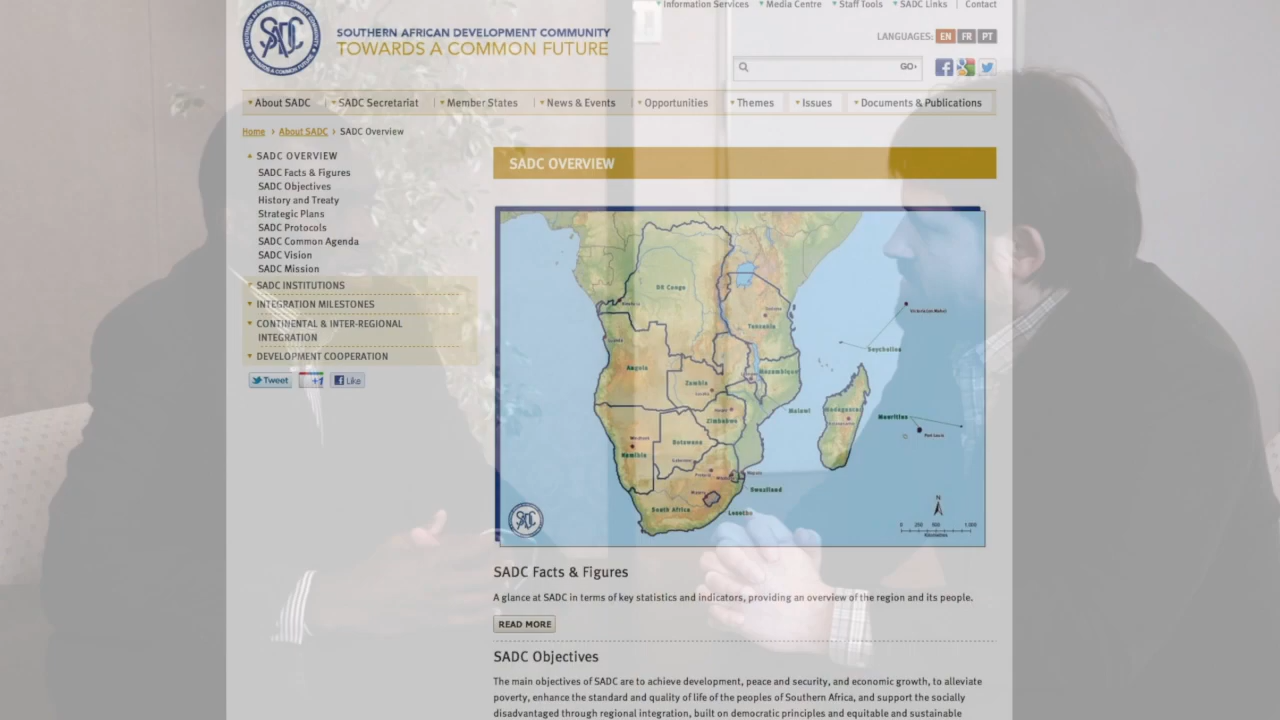 Information Services Media Centre Staff Tools SADC Links Contact
SOUTHERN AFRICAN DEVELOPMENT COMMUNITY
TOWARDS A COMMON FUTURE
SADC
LANGUAGES: EN FR PT
GO
About SADC SADC Secretariat Member States News & Events Opportunities Themes Issues Documents & Publications
Home > About SADC > SADC Overview
SADC OVERVIEW
SADC Facts & Figures
SADC Objectives
History and Treaty
Strategic Plans
SADC Protocols
SADC Common Agenda
SADC Vision
SADC Mission
SADC INSTITUTIONS
INTEGRATION MILESTONES
CONTINENTAL & INTER-REGIONAL
INTEGRATION
DEVELOPMENT COOPERATION
Tweet +1 Like
SADC OVERVIEW
DR Congo
Tanzania
Seychelles
Angola
Zambia
Mozambique
Malawi
Madagascar
Mauritius
Zimbabwe
Botswana
Namibia
Swaziland
South Africa
Lesotho
N
0 250 500 1,000
Kilometres
SADC Facts & Figures
A glance at SADC in terms of key statistics and indicators, providing an overview of the region and its people.
READ MORE
SADC Objectives
The main objectives of SADC are to achieve development, peace and security, and economic growth, to alleviate
poverty, enhance the standard and quality of life of the peoples of Southern Africa, and support the socially
disadvantaged through regional integration, built on democratic principles and equitable and sustainable